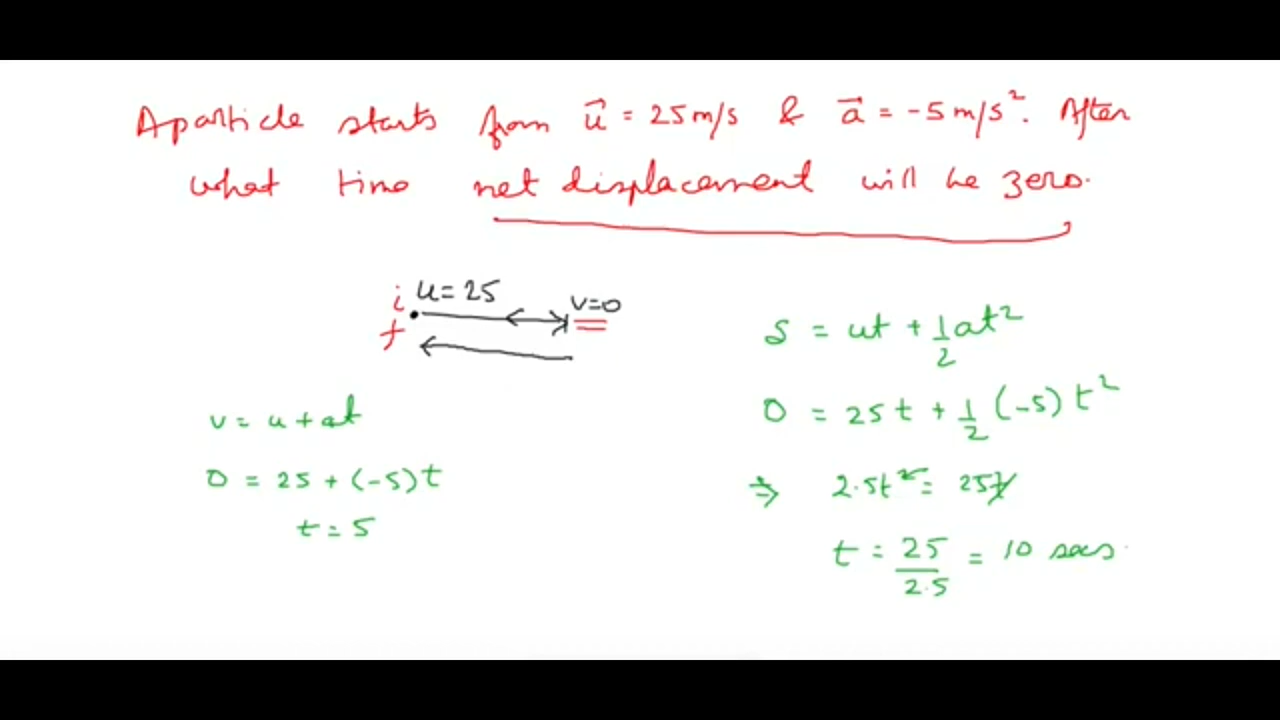 A particle starts from u⃗ = 25 m/s & a⃗ = -5 m/s². After
what time net displacement will be zero.
i u = 25
v=0
f
S = ut + 1/2 at²
0 = 25t + 1/2 (-5) t²
⇒ 2.5t² = 25t
t = 25/2.5 = 10 secs.
v = u + at
0 = 25 + (-5) t
t = 5